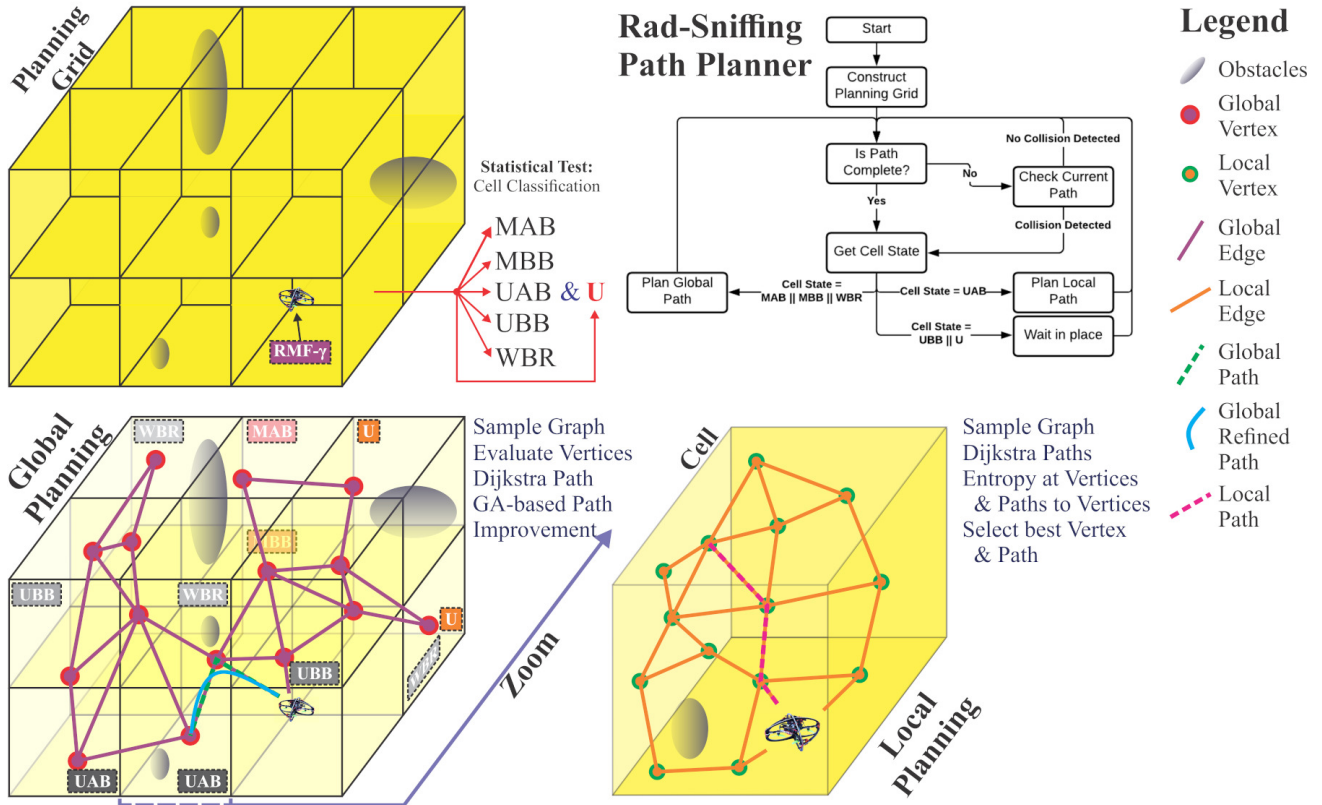 Planning
Grid
Statistical Test:
Cell Classification
MAB
MBB
UAB & U
UBB
WBR
RMF-γ
Rad-Sniffing
Path Planner
Start
Construct
Planning Grid
No Collision Detected
Is Path
Complete?
No
Check Current
Path
Yes
Collision Detected
Get Cell State
Plan Global
Path
Cell State =
MAB || MBB || WBR
Cell State = UAB
Plan Local
Path
Cell State =
UBB || U
Wait in place
Legend
Obstacles
Global
Vertex
Local
Vertex
Global
Edge
Local
Edge
Global
Path
Global
Refined
Path
Local
Path
Global
Planning
WBR
MAB
U
UBB
WBR
U
UBB
UAB
UAB
Sample Graph
Evaluate Vertices
Dijkstra Path
GA-based Path
Improvement
Zoom
Cell
Local
Planning
Sample Graph
Dijkstra Paths
Entropy at Vertices
& Paths to Vertices
Select best Vertex
& Path